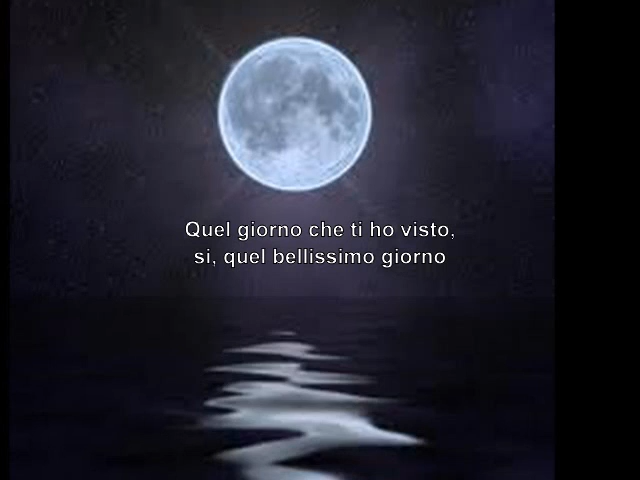 Quel giorno che ti ho visto,
si, quel bellissimo giorno